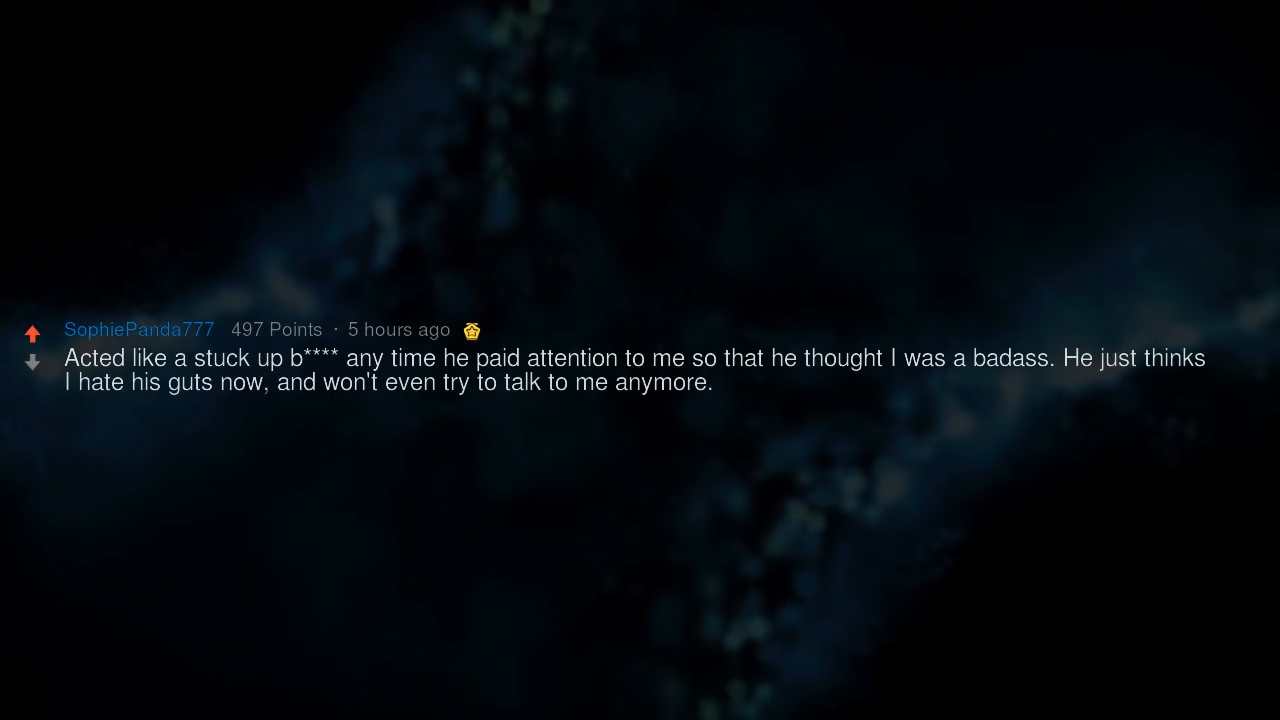 SophiePanda777 497 Points · 5 hours ago
Acted like a stuck up b**** any time he paid attention to me so that he thought I was a badass. He just thinks
I hate his guts now, and won't even try to talk to me anymore.